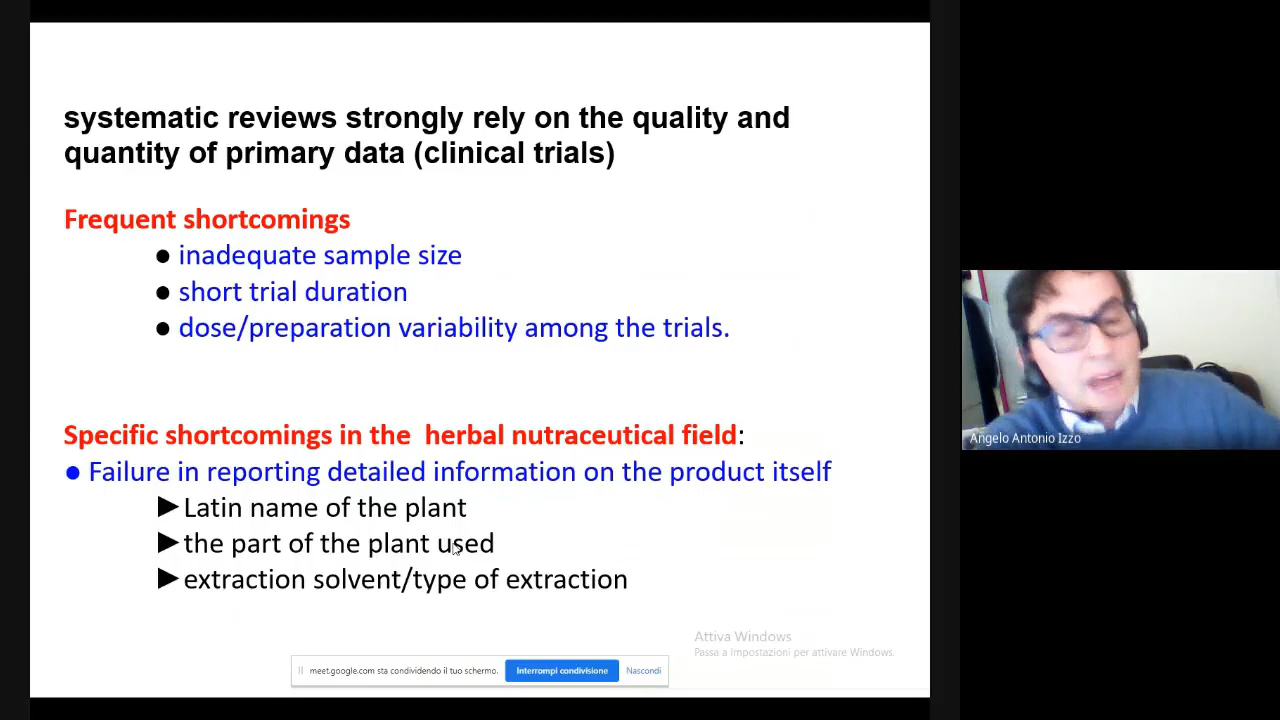 systematic reviews strongly rely on the quality and
quantity of primary data (clinical trials)
Frequent shortcomings
● inadequate sample size
● short trial duration
● dose/preparation variability among the trials.
Specific shortcomings in the herbal nutraceutical field:
● Failure in reporting detailed information on the product itself
► Latin name of the plant
► the part of the plant used
► extraction solvent/type of extraction
Angelo Antonio Izzo
Attiva Windows
Passa a Impostazioni per attivare Windows.
meet.google.com sta condividendo il tuo schermo. Interrompi condivisione Nascondi